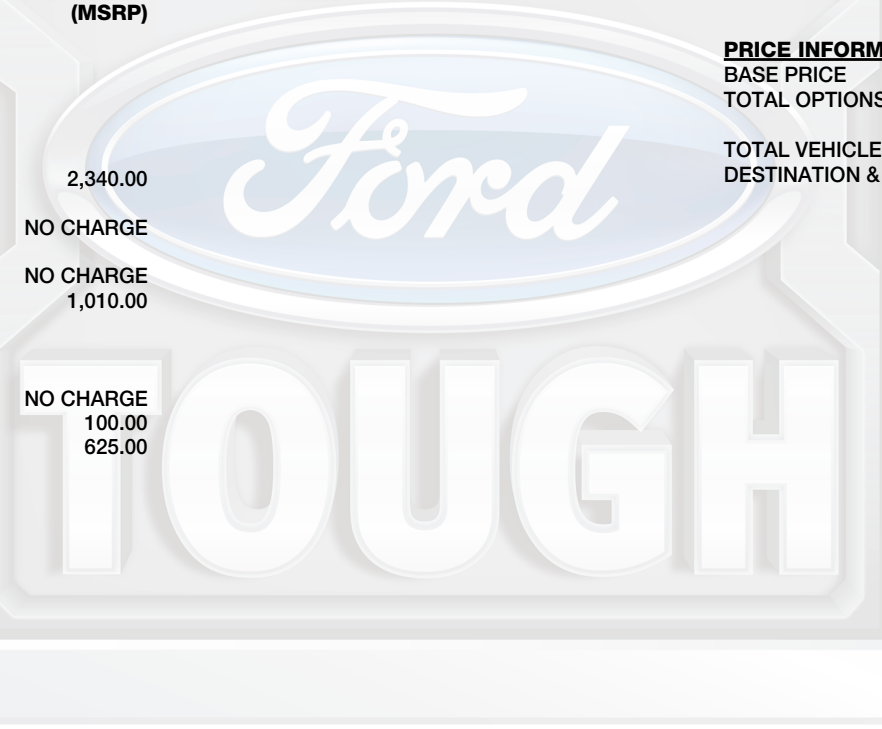 (MSRP)
2,340.00
NO CHARGE
NO CHARGE
1,010.00
NO CHARGE
100.00
625.00
PRICE INFORM
BASE PRICE
TOTAL OPTIONS
TOTAL VEHICLE
DESTINATION &
Ford
TOUGH